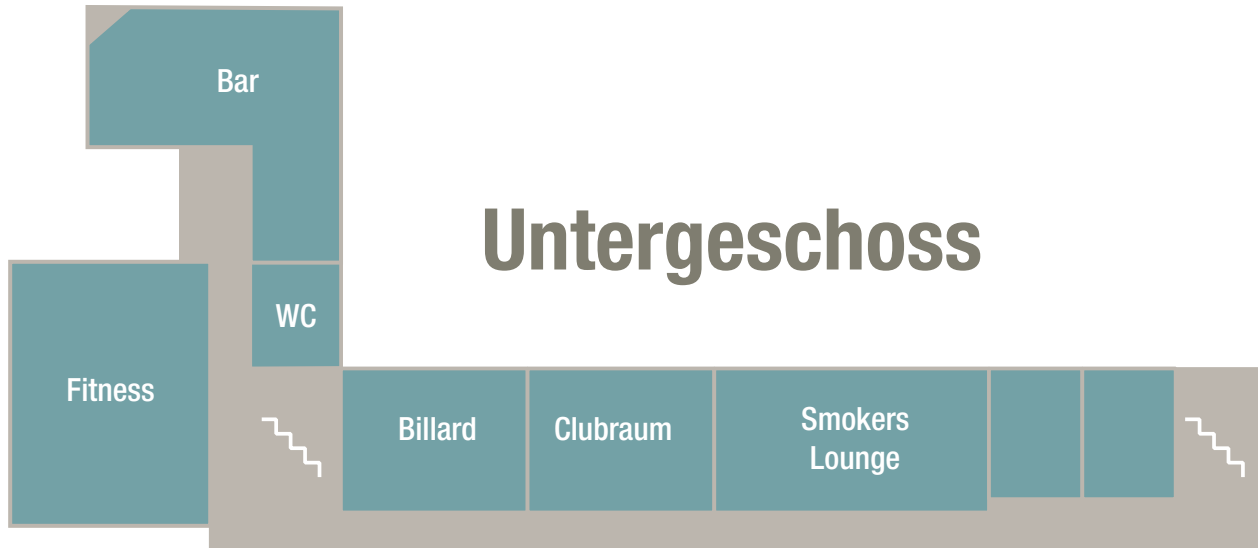 Bar
Untergeschoss
WC
Fitness
Billard
Clubraum
Smokers
Lounge